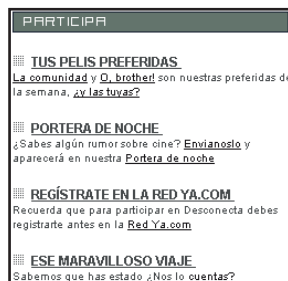 PARTICIPA
TUS PELIS PREFERIDAS
La comunidad y O, brother! son nuestras preferidas de
la semana, ¿y las tuyas?
PORTERA DE NOCHE
¿Sabes algún rumor sobre cine? Envianoslo y
aparecerá en nuestra Portera de noche
REGÍSTRATE EN LA RED YA.COM
Recuerda que para participar en Desconecta debes
registrarte antes en la Red Ya.com
ESE MARAVILLOSO VIAJE
Sabemos que has estado ¿Nos lo cuentas?